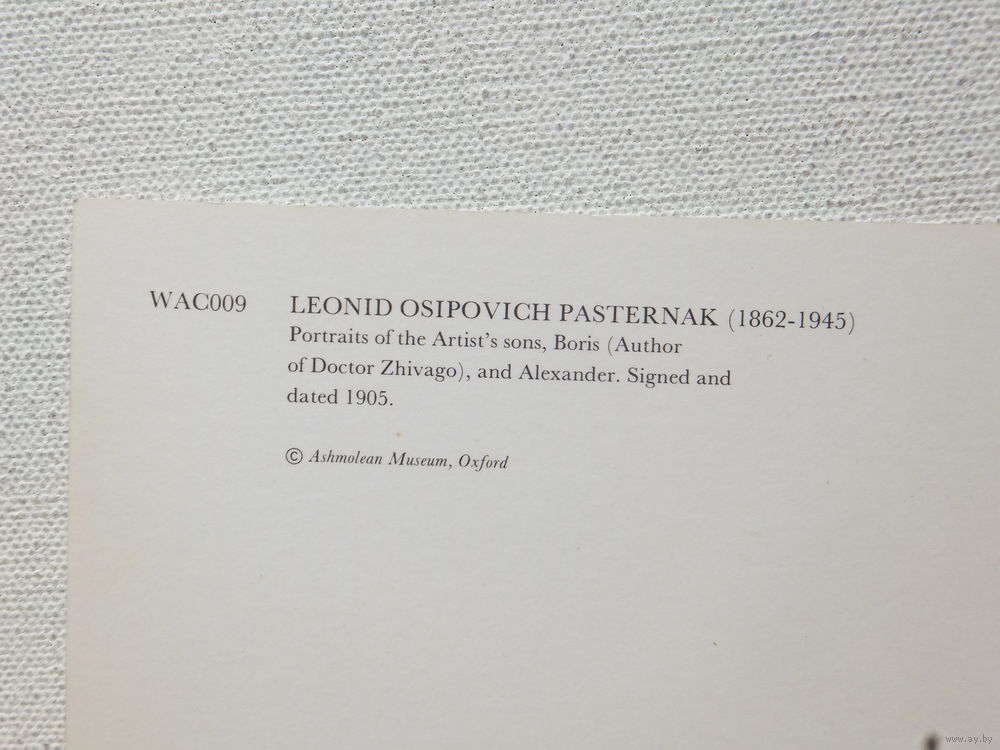 WAC009 LEONID OSIPOVICH PASTERNAK (1862-1945)
Portraits of the Artist's sons, Boris (Author
of Doctor Zhivago), and Alexander. Signed and
dated 1905.
© Ashmolean Museum, Oxford
www.ay.by